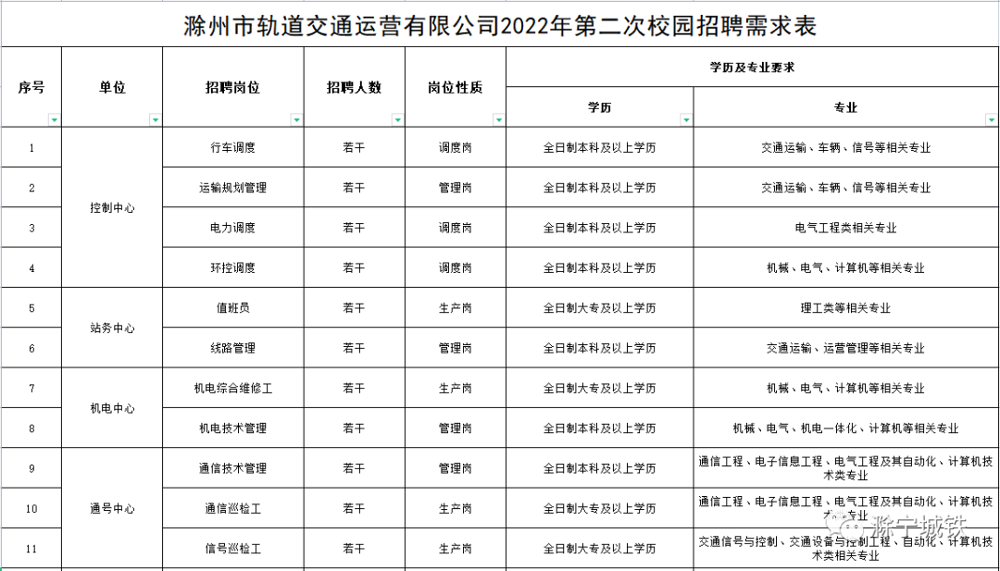 滁州市轨道交通运营有限公司2022年第二次校园招聘需求表
序号 单位 招聘岗位 招聘人数 岗位性质 学历及专业要求
学历 专业
1 控制中心 行车调度 若干 调度岗 全日制本科及以上学历 交通运输、车辆、信号等相关专业
2 运输规划管理 若干 管理岗 全日制本科及以上学历 交通运输、车辆、信号等相关专业
3 电力调度 若干 调度岗 全日制本科及以上学历 电气工程类相关专业
4 环控调度 若干 调度岗 全日制本科及以上学历 机械、电气、计算机等相关专业
5 站务中心 值班员 若干 生产岗 全日制大专及以上学历 理工类等相关专业
6 线路管理 若干 管理岗 全日制本科及以上学历 交通运输、运营管理等相关专业
7 机电中心 机电综合维修工 若干 生产岗 全日制大专及以上学历 机械、电气、计算机等相关专业
8 机电技术管理 若干 管理岗 全日制本科及以上学历 机械、电气、机电一体化、计算机等相关专业
9 通号中心 通信技术管理 若干 管理岗 全日制本科及以上学历 通信工程、电子信息工程、电气工程及其自动化、计算机技
术类专业
10 通信巡检工 若干 生产岗 全日制大专及以上学历 通信工程、电子信息工程、电气工程及其自动化、计算机技
术 专业
11 信号巡检工 若干 生产岗 全日制大专及以上学历 交通信号与控制、交通设备与控制工程、自动化、计算机技
术类相关专业
滁宁城铁